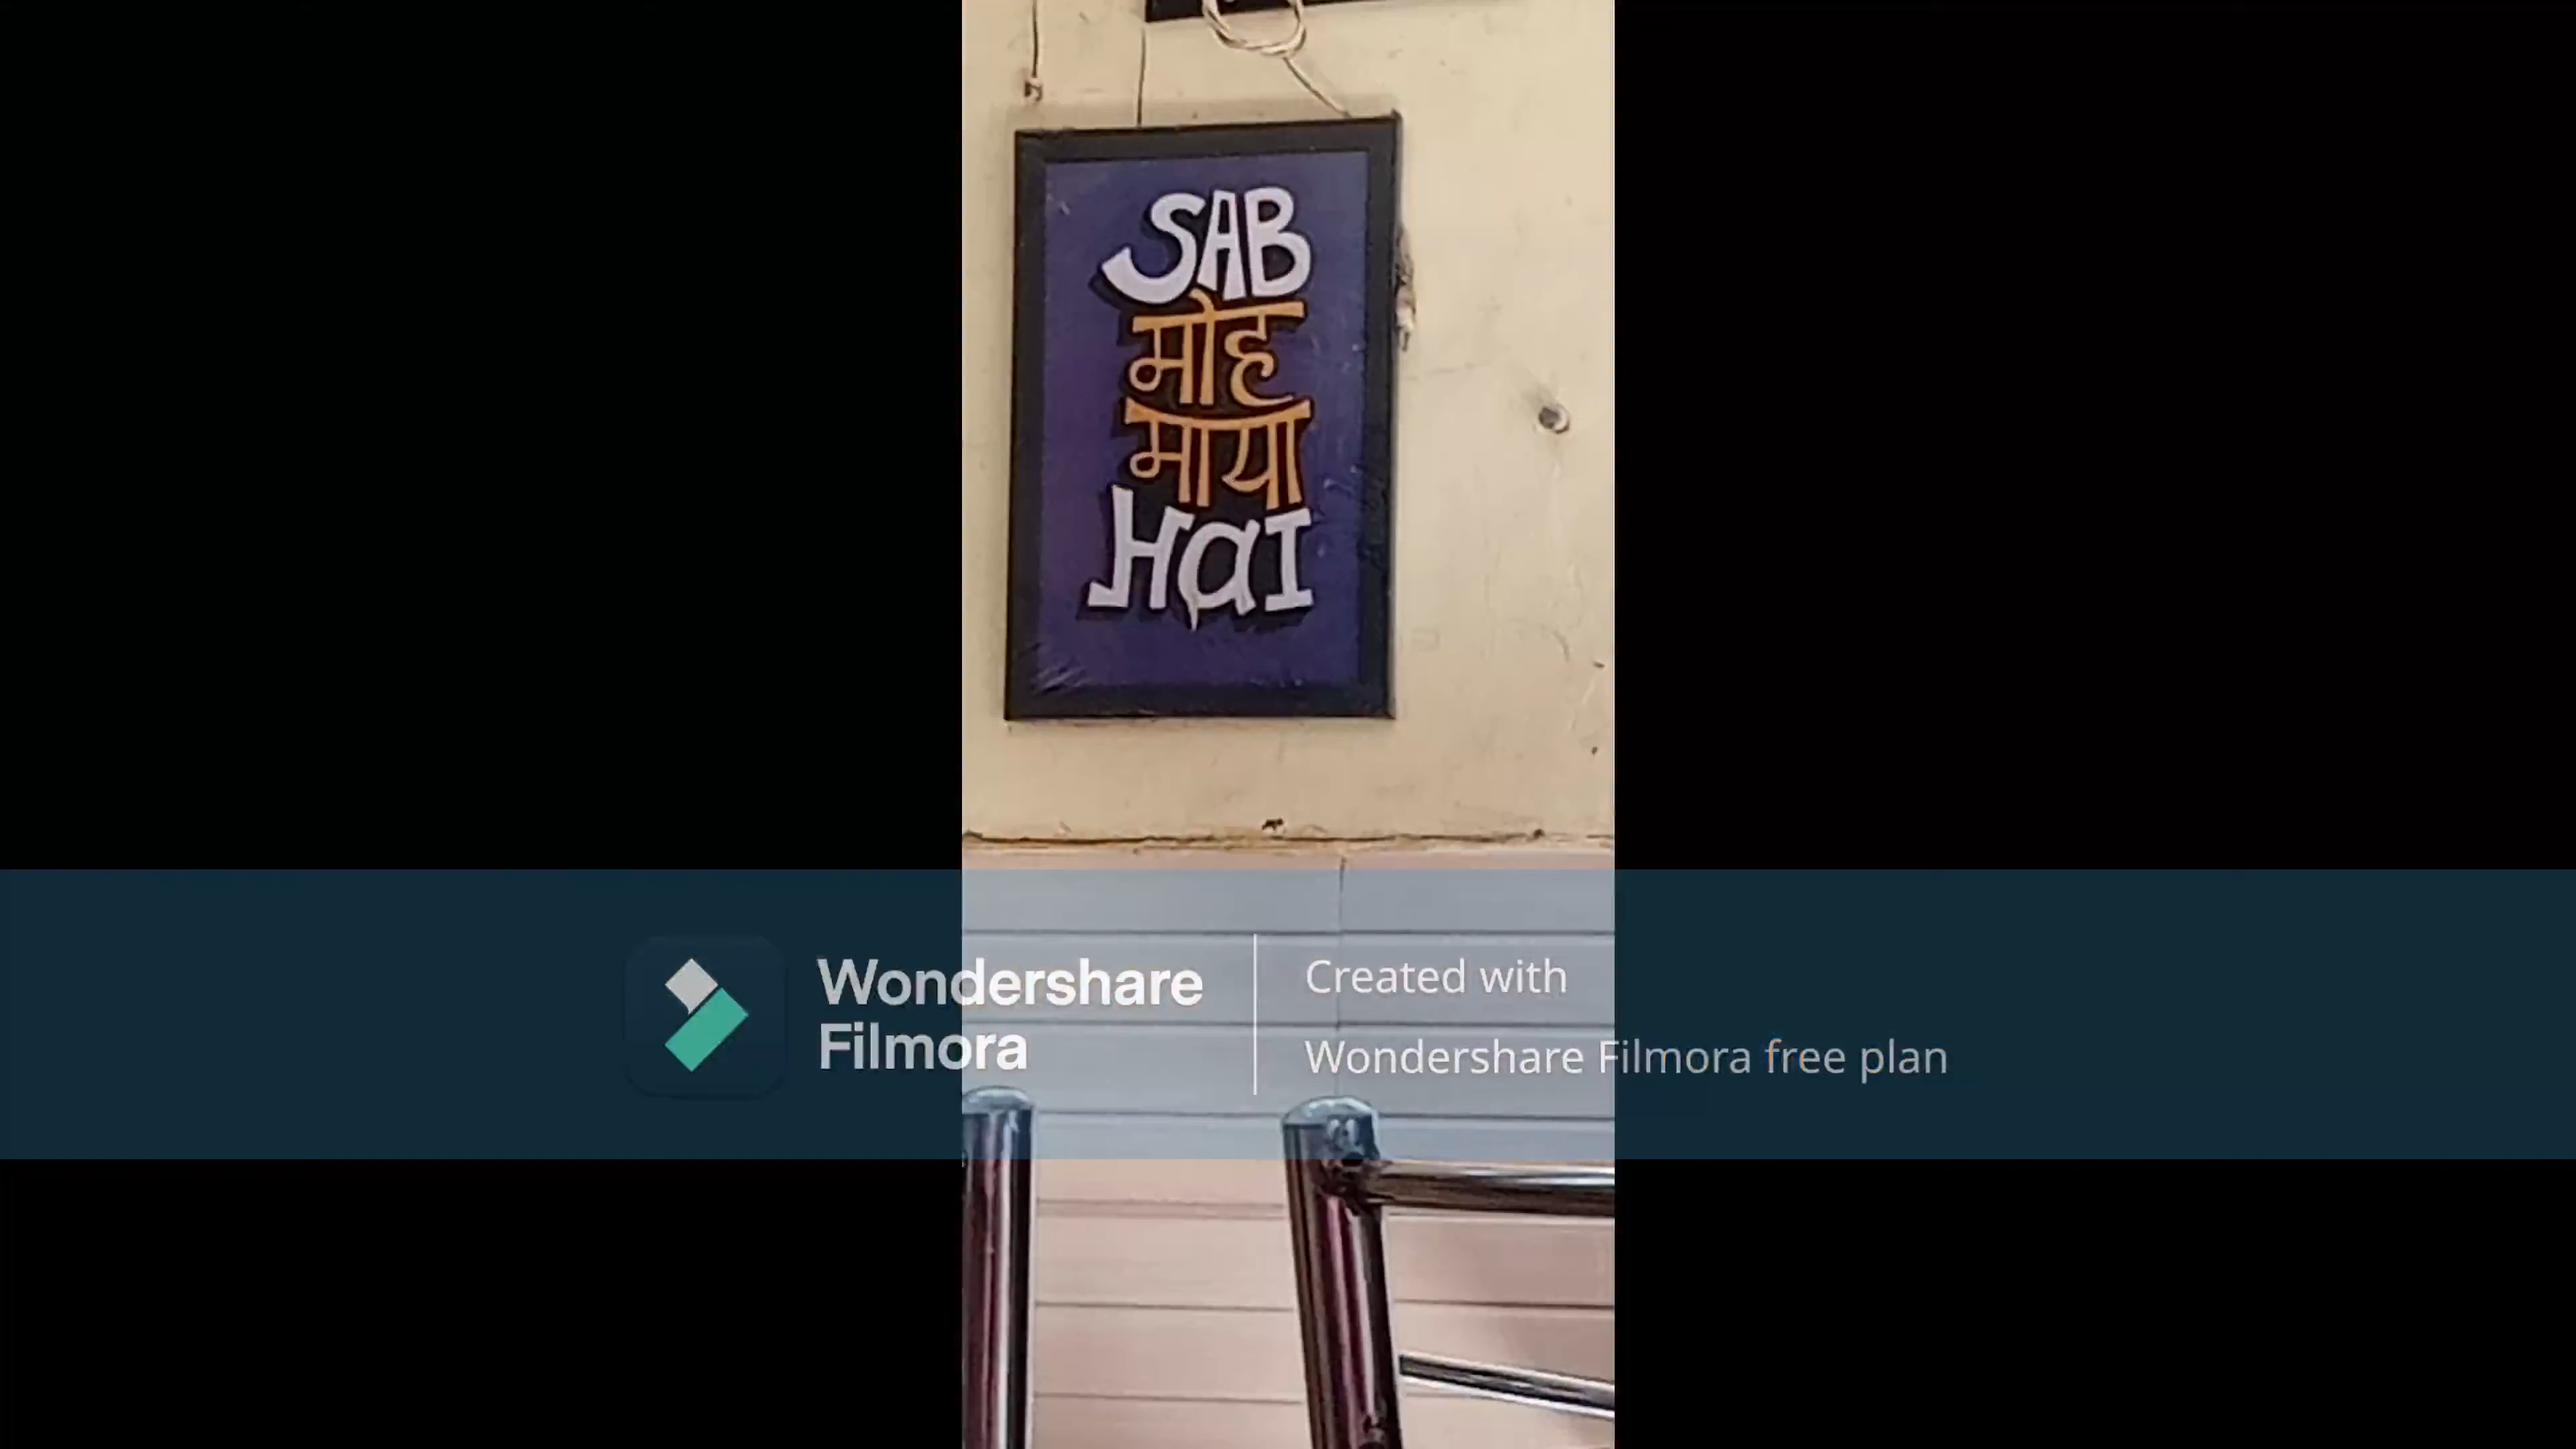 SAB
मोह
माया
HaI
Wondershare
Filmora
Created with
Wondershare Filmora free plan